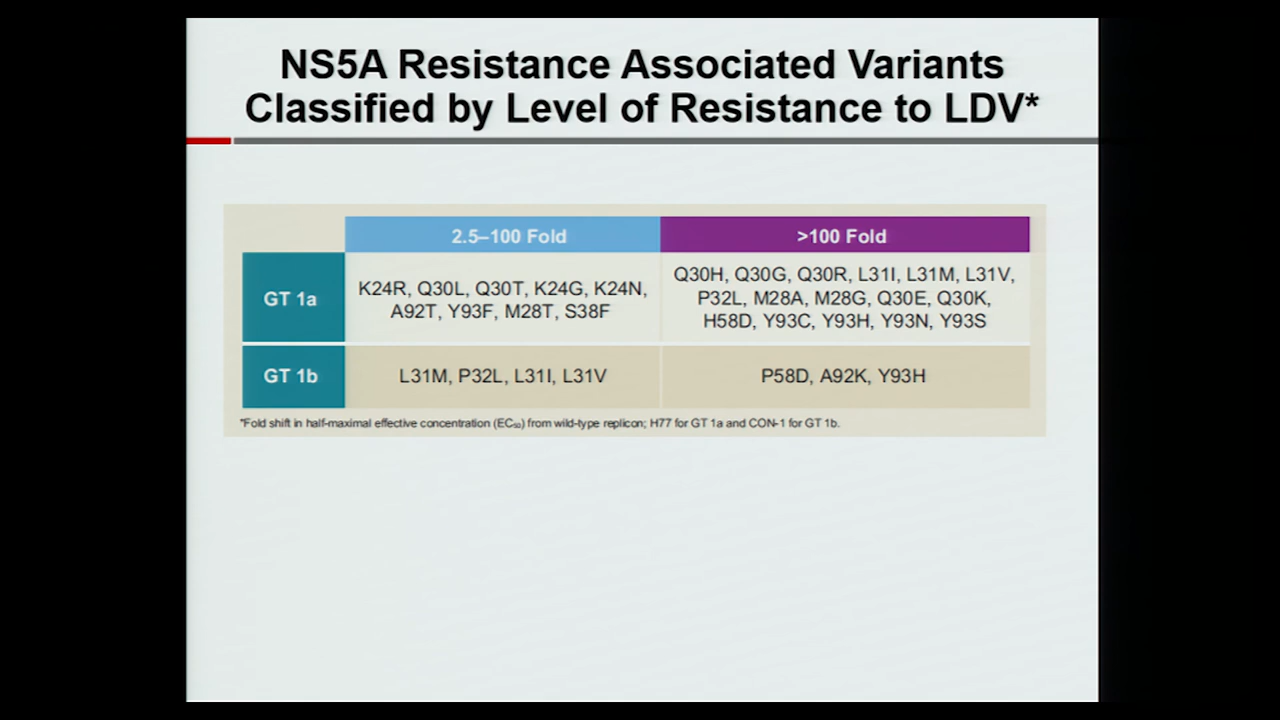 NS5A Resistance Associated Variants
Classified by Level of Resistance to LDV*
2.5–100 Fold
>100 Fold
GT 1a
K24R, Q30L, Q30T, K24G, K24N,
A92T, Y93F, M28T, S38F
Q30H, Q30G, Q30R, L31I, L31M, L31V,
P32L, M28A, M28G, Q30E, Q30K,
H58D, Y93C, Y93H, Y93N, Y93S
GT 1b
L31M, P32L, L31I, L31V
P58D, A92K, Y93H
*Fold shift in half-maximal effective concentration (EC₅₀) from wild-type replicon; H77 for GT 1a and CON-1 for GT 1b.